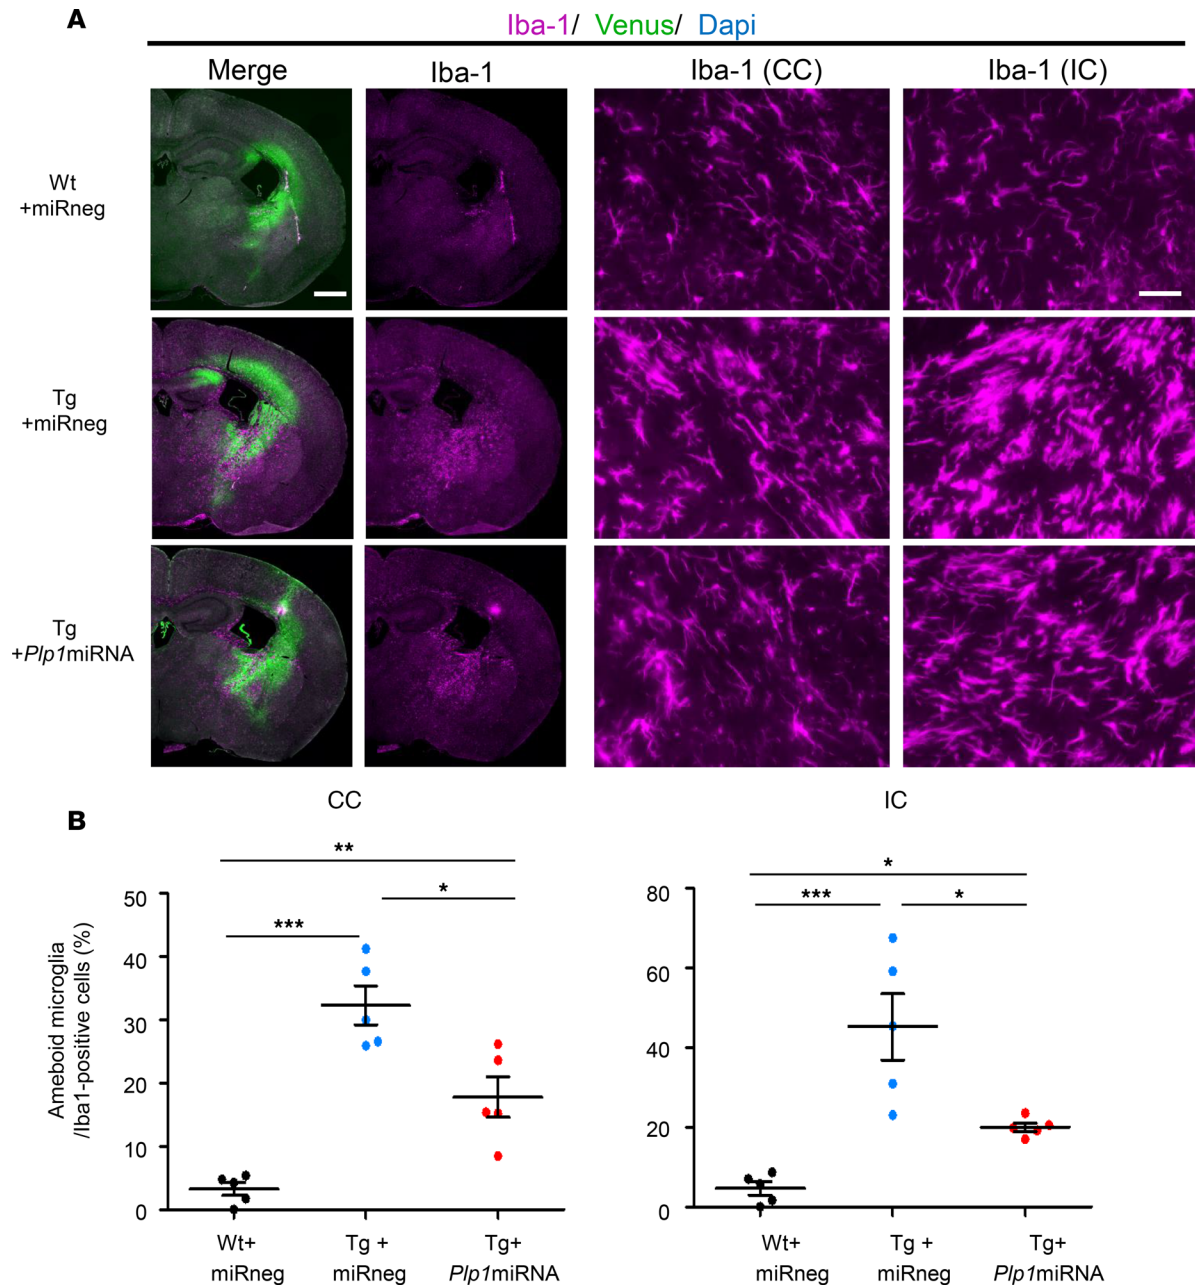 A
Iba-1/ Venus/ Dapi
Merge
Iba-1
Iba-1 (CC)
Iba-1 (IC)
Wt
+miRneg
Tg
+miRneg
Tg
+Plp1miRNA
B
CC
IC
Ameboid microglia
/Iba1-positive cells (%)
50
40
30
20
10
0
**
***
*
Wt+
miRneg
Tg +
miRneg
Tg+
Plp1miRNA
80
60
40
20
0
*
***
*
Wt+
miRneg
Tg +
miRneg
Tg+
Plp1miRNA